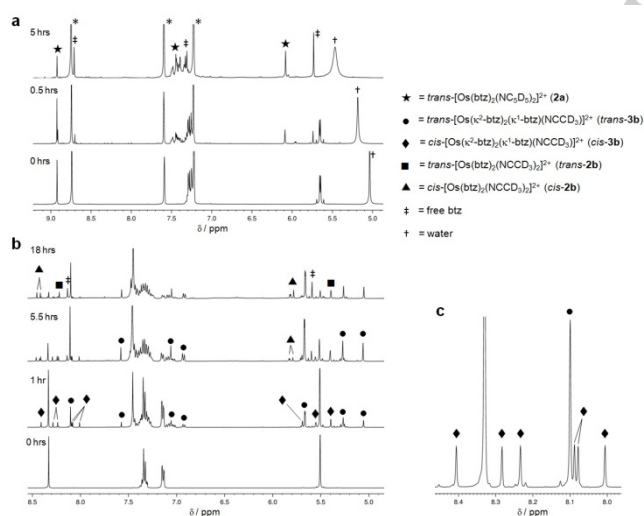 a
5 hrs
0.5 hrs
0 hrs
* ‡ * * ★ ★ ‡ ★ ‡ †
†
†
9.0 8.5 8.0 7.5 7.0 6.5 6.0 5.5 5.0
δ / ppm
★ = trans-[Os(btz)₂(NC₅D₅)₂]²⁺ (2a)
● = trans-[Os(κ²-btz)₂(κ¹-btz)(NCCD₃)]²⁺ (trans-3b)
◆ = cis-[Os(κ²-btz)₂(κ¹-btz)(NCCD₃)]²⁺ (cis-3b)
■ = trans-[Os(btz)₂(NCCD₃)₂]²⁺ (trans-2b)
▲ = cis-[Os(btz)₂(NCCD₃)₂]²⁺ (cis-2b)
‡ = free btz
† = water
b
18 hrs
5.5 hrs
1 hr
0 hrs
8.5 8.0 7.5 7.0 6.5 6.0 5.5 5.0
δ / ppm
c
8.4 8.3 8.2 8.1 8.0
δ / ppm